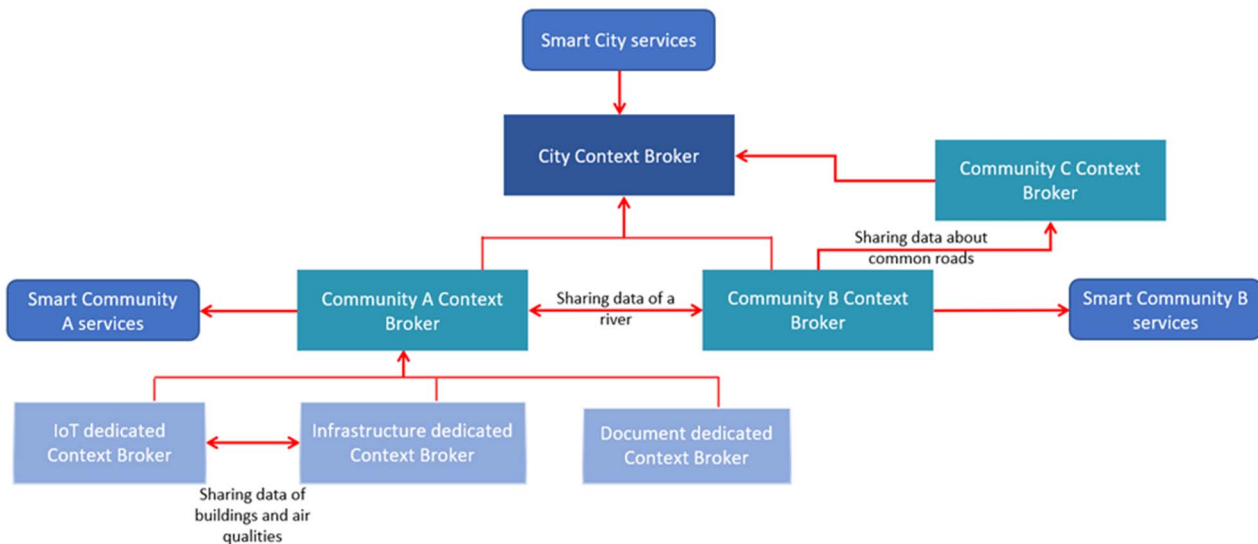 Smart City services
City Context Broker
Community C Context
Broker
Sharing data about
common roads
Smart Community
A services
Community A Context
Broker
Sharing data of a
river
Community B Context
Broker
Smart Community B
services
IoT dedicated
Context Broker
Infrastructure dedicated
Context Broker
Document dedicated
Context Broker
Sharing data of
buildings and air
qualities